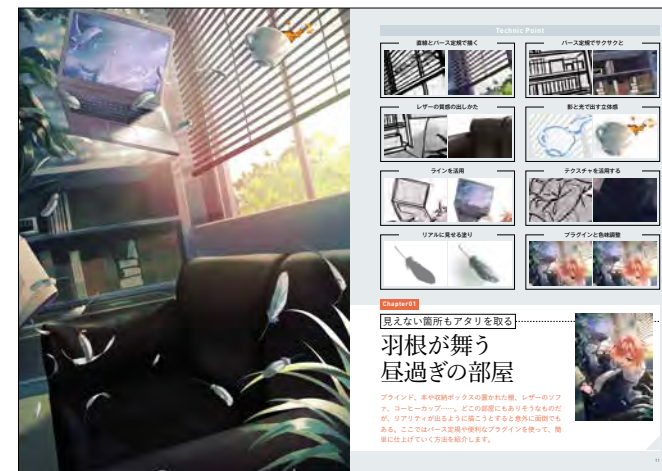 Technic Point
直線とパース定規で描く
パース定規でサクサクと
レザーの質感の出しかた
影と光で出す立体感
ラインを活用
テクスチャを活用する
リアルに見せる塗り
プラグインと色味調整
Chapter01
見えない箇所もアタリを取る
羽根が舞う
昼過ぎの部屋
ブラインド、本や収納ボックスの置かれた棚、レザーのソフ
ァ、コーヒーカップ……。どこの部屋にもありそうなものだ
が、リアリティが出るように描こうとすると意外に面倒でも
ある。ここではパース定規や便利なプラグインを使って、簡
単に仕上げていく方法を紹介します。